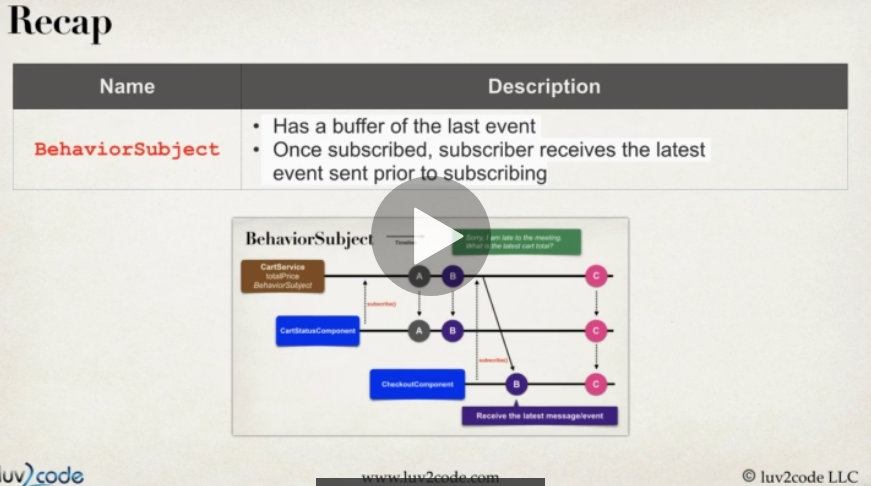 Recap
Name Description
BehaviorSubject
• Has a buffer of the last event
• Once subscribed, subscriber receives the latest
event sent prior to subscribing
BehaviorSubject
Sorry, I am late to the meeting.
What is the latest cart total?
CartService
totalPrice
BehaviorSubject
A B C
subscribe()
CartStatusComponent
A B C
subscribe()
CheckoutComponent
B C
Receive the latest message/event
luv2code
www.luv2code.com
© luv2code LLC